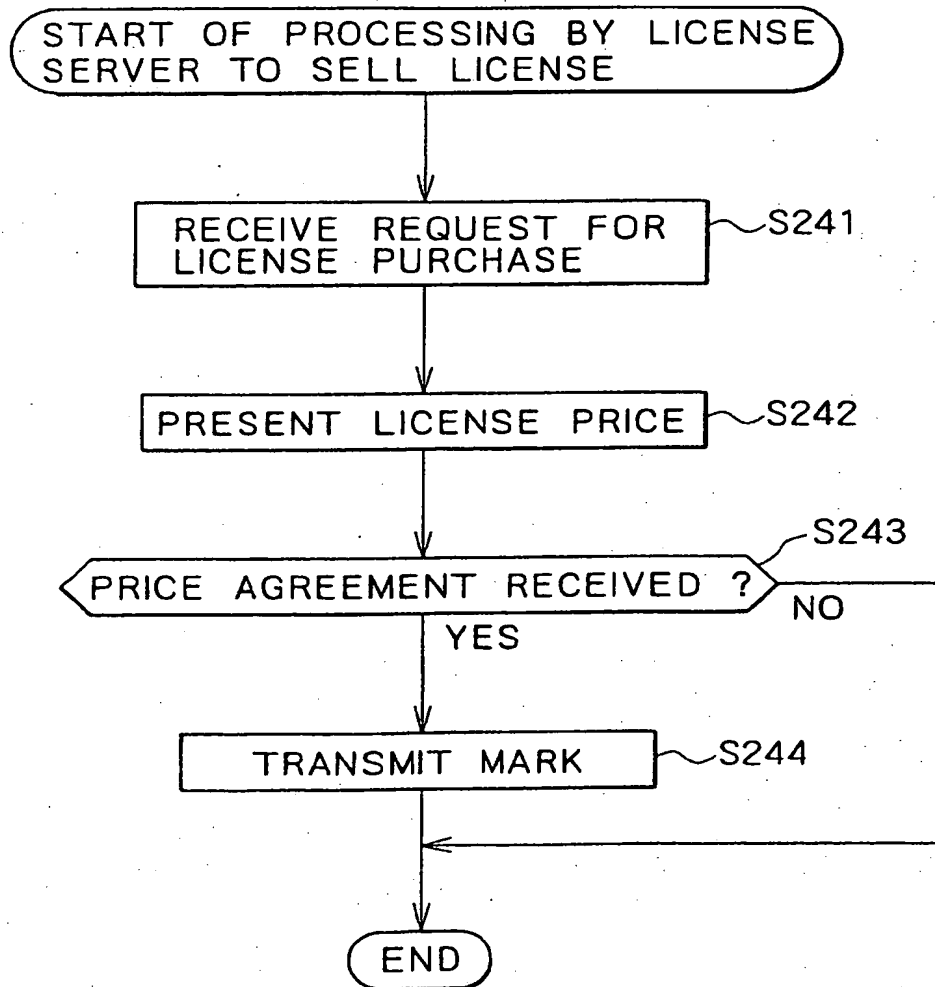 START OF PROCESSING BY LICENSE
SERVER TO SELL LICENSE
RECEIVE REQUEST FOR
LICENSE PURCHASE
S241
PRESENT LICENSE PRICE
S242
S243
PRICE AGREEMENT RECEIVED ?
NO
YES
TRANSMIT MARK
S244
END